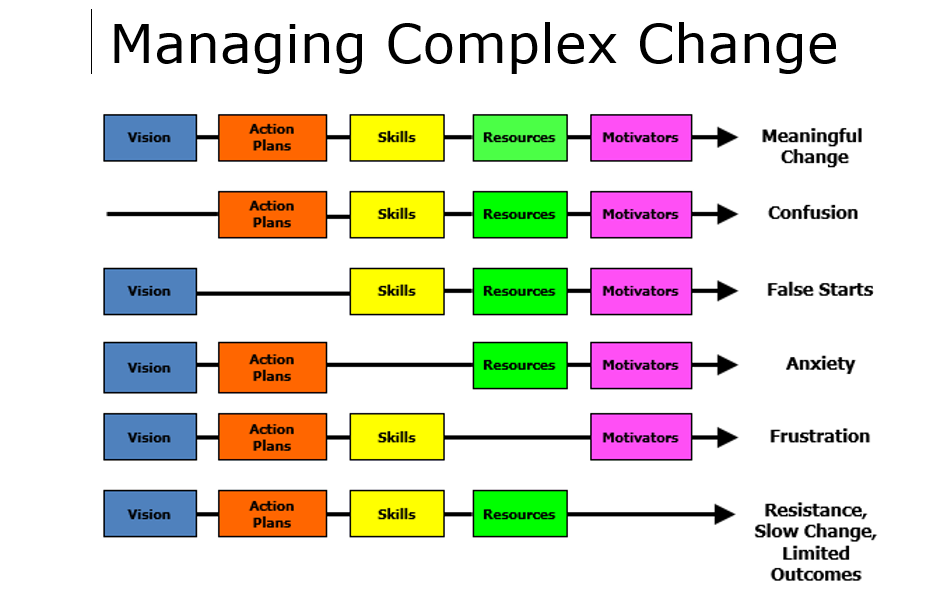 Managing Complex Change
Vision
Action
Plans
Skills
Resources
Motivators
Meaningful
Change
Action
Plans
Skills
Resources
Motivators
Confusion
Vision
Skills
Resources
Motivators
False Starts
Vision
Action
Plans
Resources
Motivators
Anxiety
Vision
Action
Plans
Skills
Motivators
Frustration
Vision
Action
Plans
Skills
Resources
Resistance,
Slow Change,
Limited
Outcomes